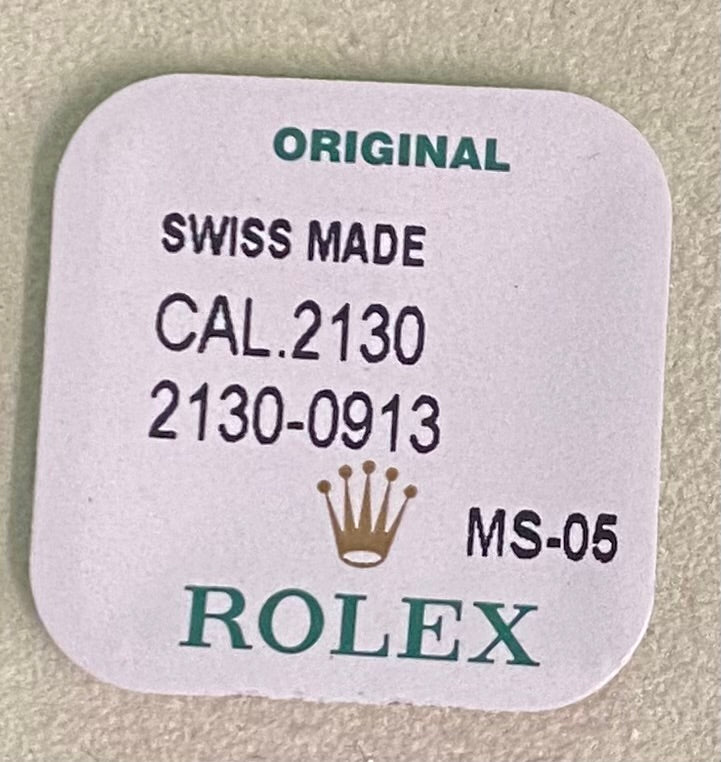 ORIGINAL
SWISS MADE
CAL.2130
2130-0913
MS-05
ROLEX